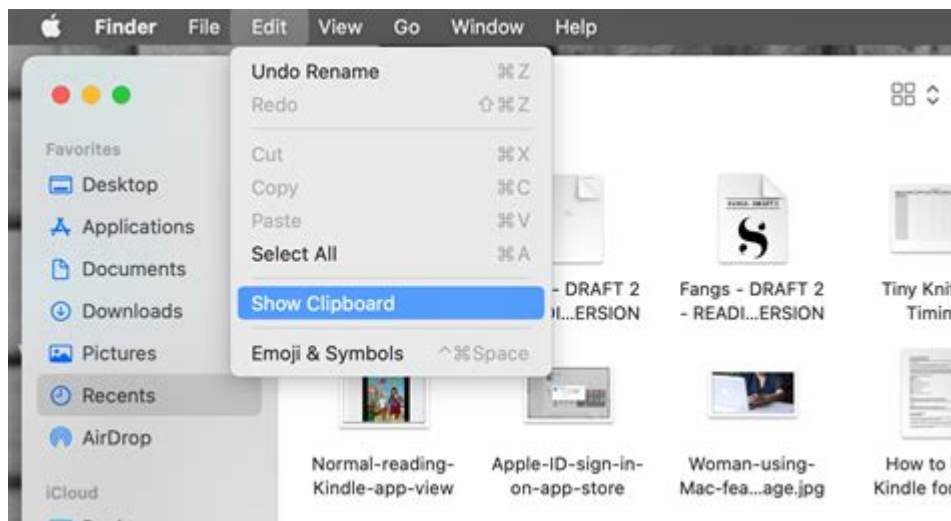 Finder File Edit View Go Window Help
Undo Rename ⌘Z
Redo ⇧⌘Z
Cut ⌘X
Copy ⌘C
Paste ⌘V
Select All ⌘A
Show Clipboard
Emoji & Symbols ^⌘Space
Favorites
Desktop
Applications
Documents
Downloads
Pictures
Recents
AirDrop
iCloud
- DRAFT 2
...ERSION
FANGS - DRAFT 2
Fangs - DRAFT 2
- READI...ERSION
Tiny Kni
Timin
Normal-reading-
Kindle-app-view
Apple-ID-sign-in-
on-app-store
Woman-using-
Mac-fea...age.jpg
How to
Kindle fo